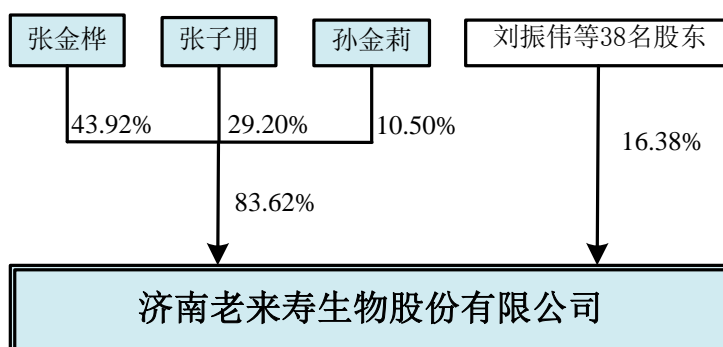 张金桦 张子朋 孙金莉 刘振伟等38名股东
43.92% 29.20% 10.50% 16.38%
83.62%
济南老来寿生物股份有限公司